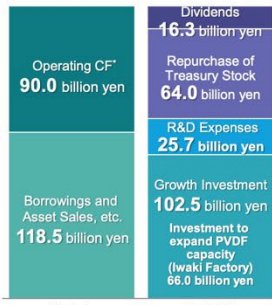 Operating CF*
90.0 billion yen
Borrowings and
Asset Sales, etc.
118.5 billion yen
Dividends
16.3 billion yen
Repurchase of
Treasury Stock
64.0 billion yen
R&D Expenses
25.7 billion yen
Growth Investment
102.5 billion yen
Investment to
expand PVDF
capacity
(Iwaki Factory)
66.0 billion yen